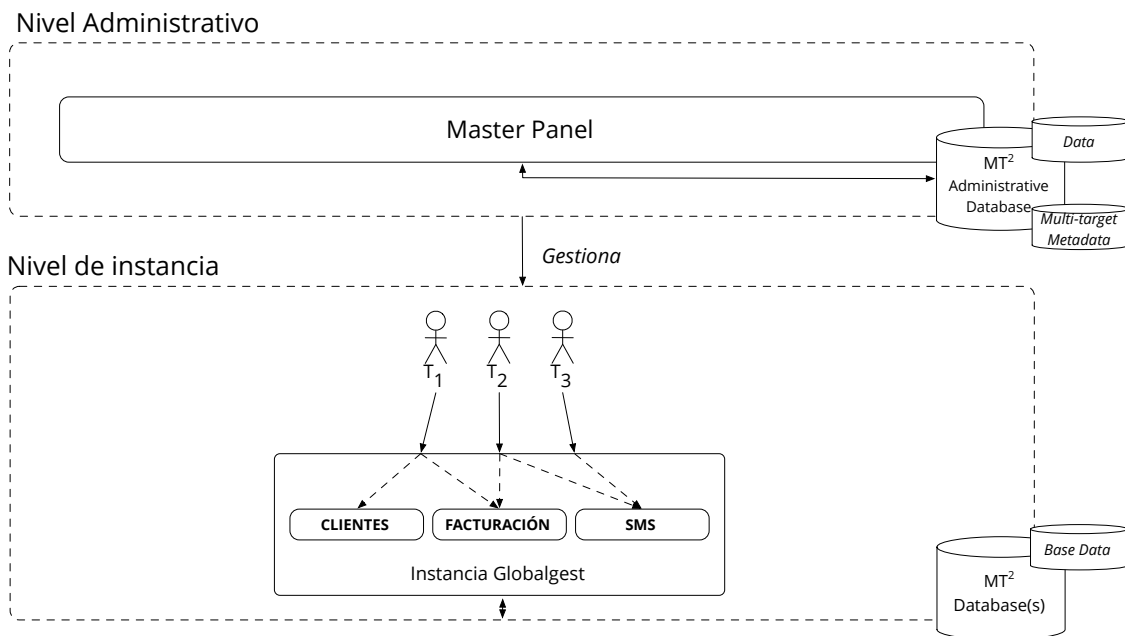 Nivel Administrativo
Master Panel
Data
MT²
Administrative
Database
Multi-target
Metadata
Gestiona
Nivel de instancia
T₁ T₂ T₃
CLIENTES FACTURACIÓN SMS
Instancia Globalgest
Base Data
MT²
Database(s)